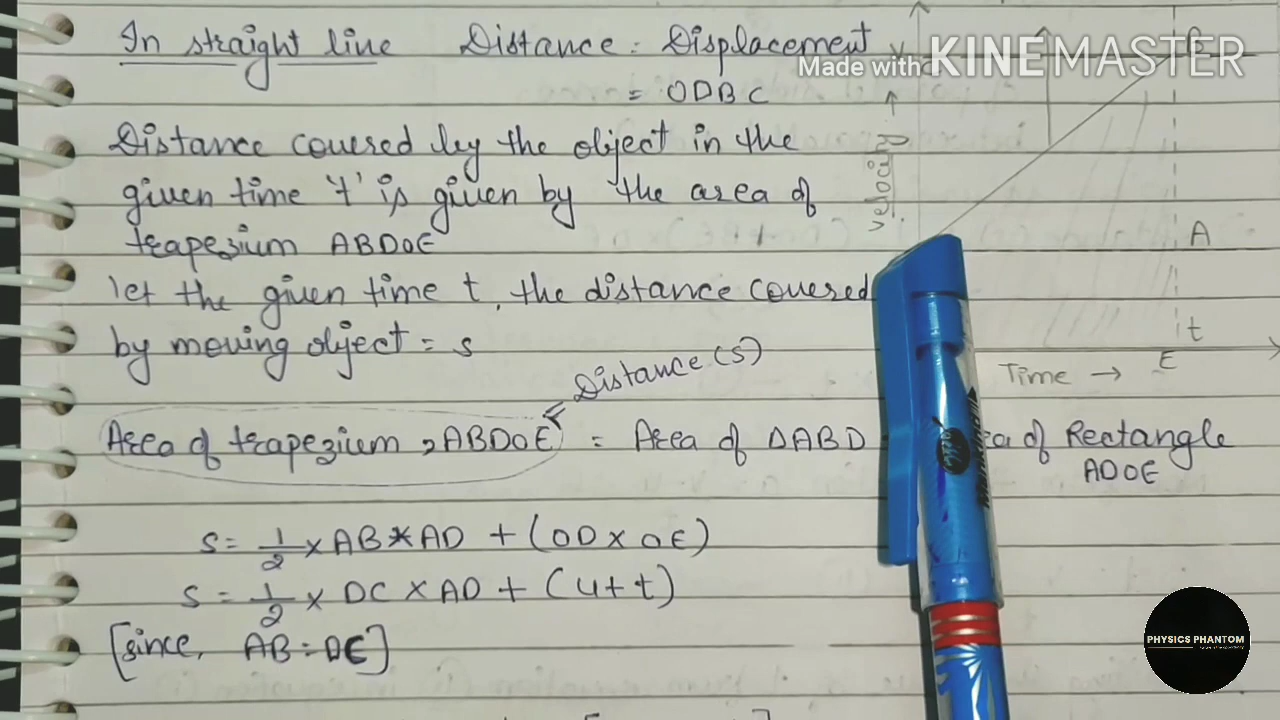 In straight line Distance = Displacement
= ODBC
Made with KINEMASTER
Distance covered by the object in the
given time 't' is given by the area of
trapezium ABDOE
let the given time t, the distance covered
by moving object = s
Distance (s)
Area of trapezium, ABDOE = Area of ΔABD of Rectangle
ADOE
s = 1/2 × AB × AD + (OD × OE)
s = 1/2 × DC × AD + (u+t)
[since, AB = DC]
velocity →
B
A
t
Time → E
PHYSICS PHANTOM